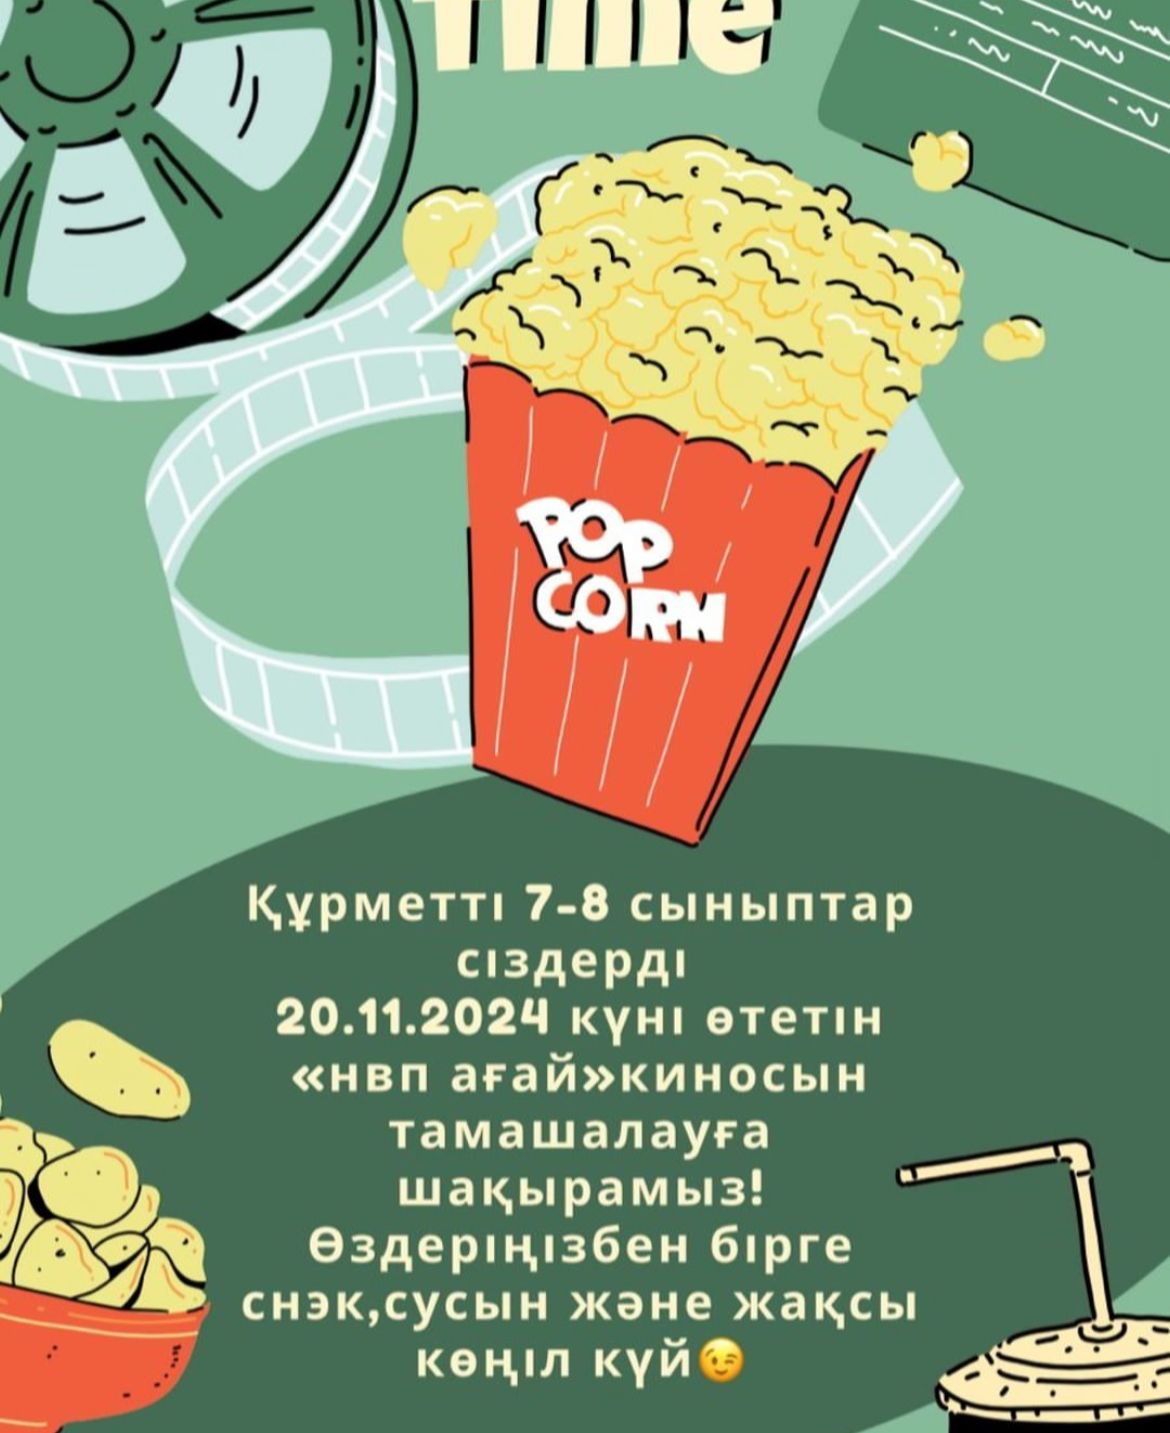 Time
POP
CORN
Құрметті 7-8 сыныптар
сіздерді
20.11.2024 күні өтетін
«нвп ағай»киносын
тамашалауға
шақырамыз!
Өздеріңізбен бірге
снэк,сусын және жақсы
көңіл күй😉